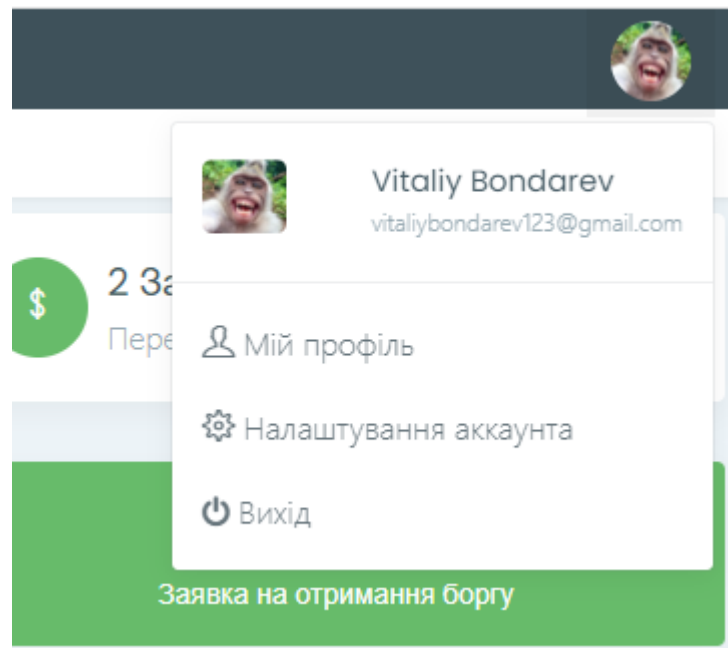 Vitaliy Bondarev
vitaliybondarev123@gmail.com
$
2 За
Пере
Мій профіль
Налаштування аккаунта
Вихід
Заявка на отримання боргу